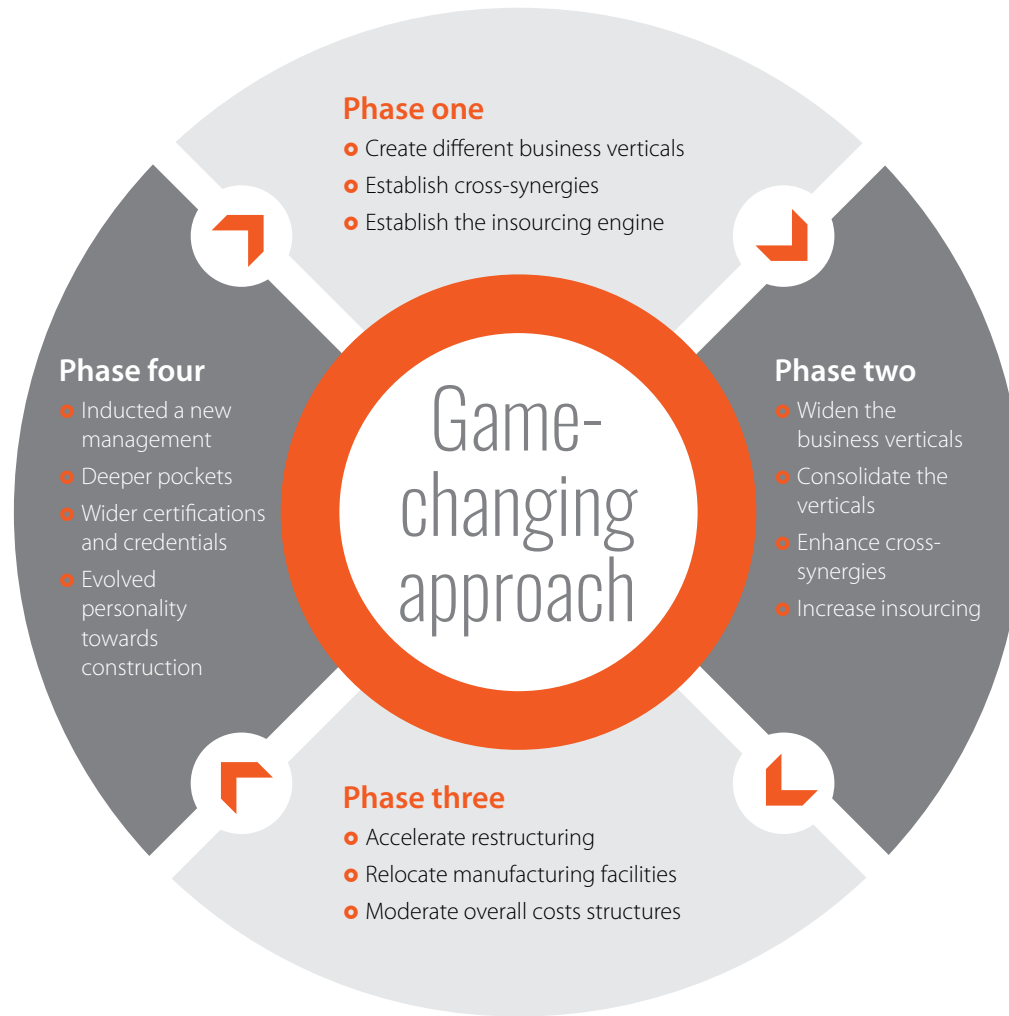 Phase one
Create different business verticals
Establish cross-synergies
Establish the insourcing engine
Phase two
Widen the
business verticals
Consolidate the
verticals
Enhance cross-
synergies
Increase insourcing
Phase three
Accelerate restructuring
Relocate manufacturing facilities
Moderate overall costs structures
Phase four
Inducted a new
management
Deeper pockets
Wider certifications
and credentials
Evolved
personality
towards
construction
Game-
changing
approach